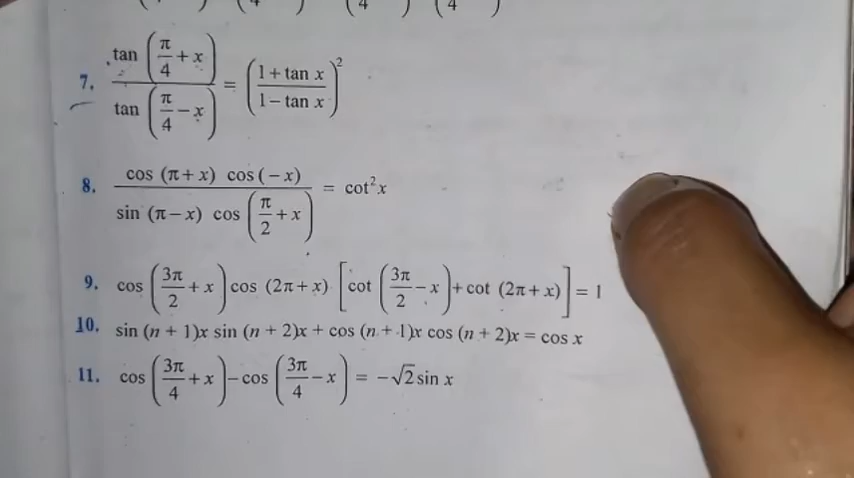 7. tan (π/4 + x) / tan (π/4 − x) = ((1 + tan x) / (1 − tan x))²
8. cos (π + x) cos (−x) / sin (π − x) cos (π/2 + x) = cot² x
9. cos (3π/2 + x) cos (2π + x) [cot (3π/2 − x) + cot (2π + x)] = 1
10. sin (n + 1)x sin (n + 2)x + cos (n + 1)x cos (n + 2)x = cos x
11. cos (3π/4 + x) − cos (3π/4 − x) = −√2 sin x